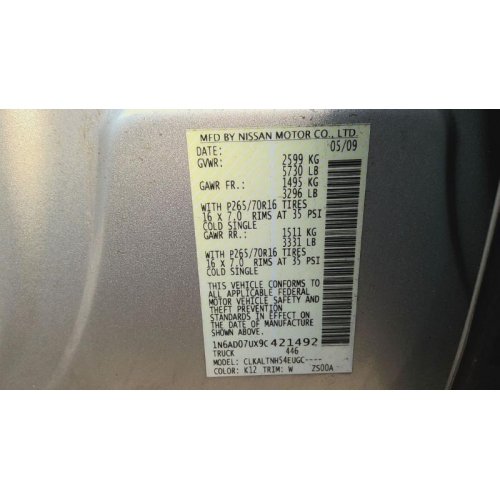 MFD BY NISSAN MOTOR CO., LTD.
DATE: 05/09
GVWR: 2599 KG
5730 LB
GAWR FR.: 1495 KG
3296 LB
WITH P265/70R16 TIRES
16 x 7.0 RIMS AT 35 PSI
COLD SINGLE
GAWR RR.: 1511 KG
3331 LB
WITH P265/70R16 TIRES
16 x 7.0 RIMS AT 35 PSI
COLD SINGLE
THIS VEHICLE CONFORMS TO
ALL APPLICABLE FEDERAL
MOTOR VEHICLE SAFETY AND
THEFT PREVENTION
STANDARDS IN EFFECT ON
THE DATE OF MANUFACTURE
SHOWN ABOVE.
1N6AD07UX9C421492
TRUCK 446
MODEL: CLKALTNH54EUGC----
COLOR: K12 TRIM: W ZS00A